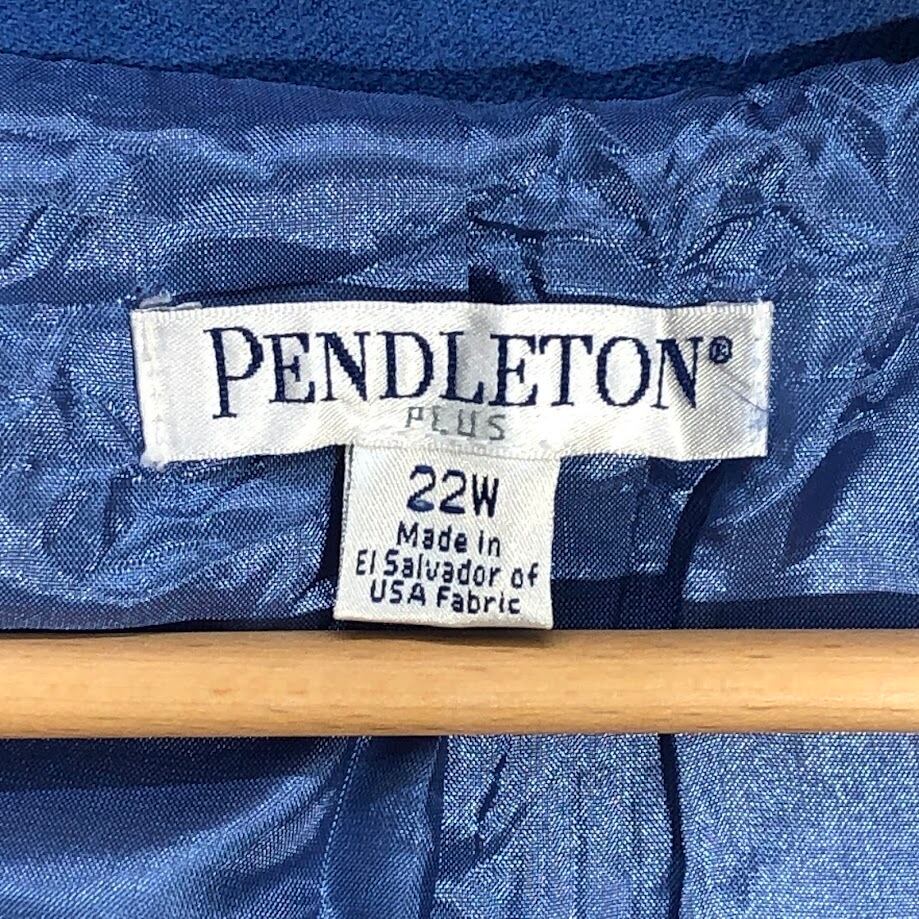 PENDLETON®
PLUS
22W
Made in
El Salvador of
USA Fabric